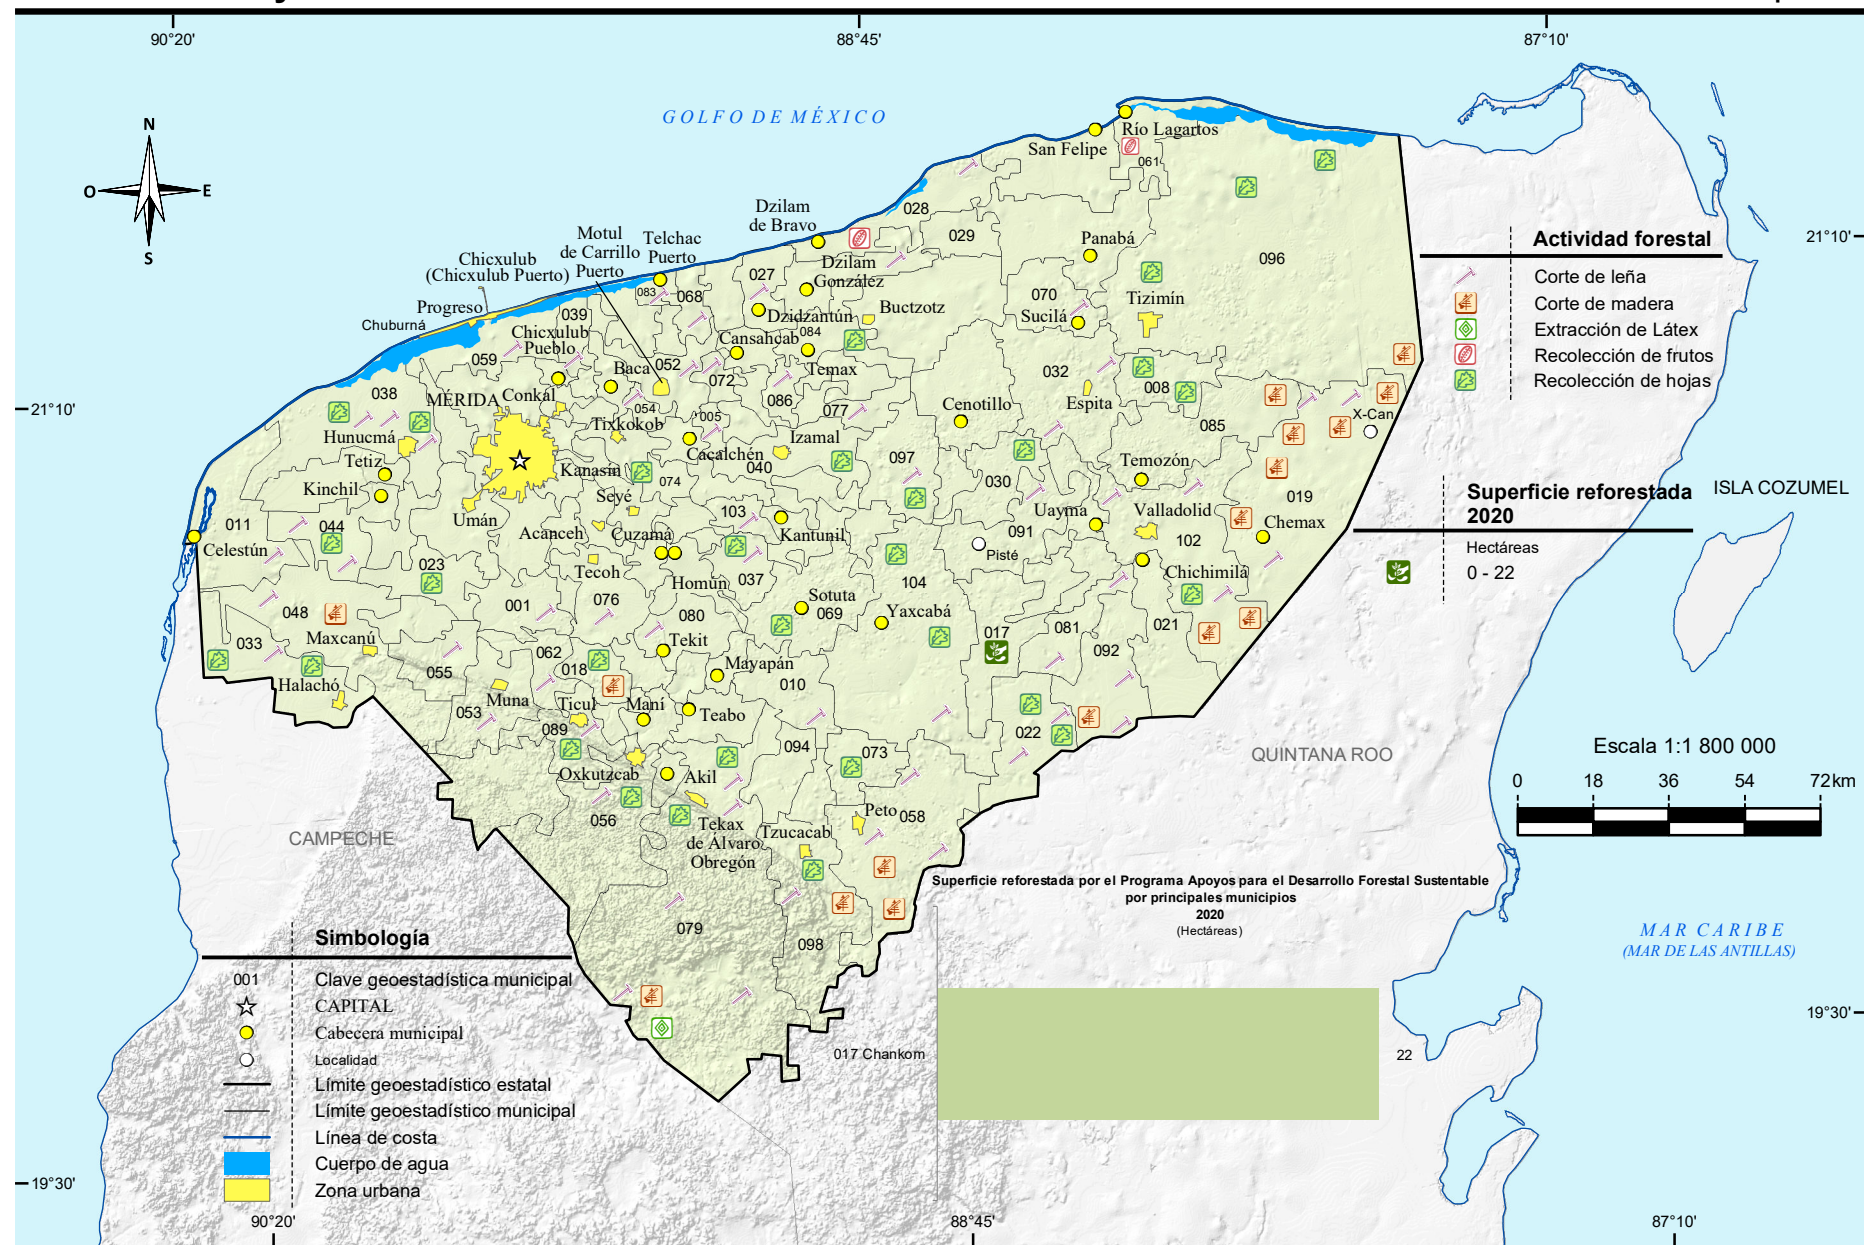 90°20'
88°45'
87°10'
GOLFO DE MÉXICO
N
O
E
S
Río Lagartos
San Felipe
061
Dzilam
de Bravo
028
029
Motul
de Carrillo
Puerto
Telchac
Puerto
Panabá
096
21°10'
Actividad forestal
Corte de leña
Corte de madera
Extracción de Látex
Recolección de frutos
Recolección de hojas
Chicxulub
(Chicxulub Puerto)
Progreso
Chuburná
083
068
027
Dzilam
González
070
Sucilá
Tizimín
Buctzotz
Dzidzantún
039
Chicxulub
Pueblo
Cansahcab
084
Temax
059
052
Baca
072
032
Espita
008
21°10'
038
MÉRIDA
Conkal
054
005
086
077
Cenotillo
085
X-Can
Hunucmá
Tixkokob
Cacalchén
Izamal
Tetiz
Kinchil
Kanasín
074
040
097
030
Temozón
Seyé
019
Superficie reforestada
2020
Hectáreas
0 - 22
ISLA COZUMEL
011
044
Umán
103
Kantunil
Uayma
Valladolid
Chemax
Celestún
Acanceh
Cuzamá
091
Pisté
102
023
Tecoh
Homún
037
104
Chichimilá
048
001
076
080
Sotuta
069
Yaxcabá
017
081
021
033
Maxcanú
Tekit
092
055
062
018
Mayapán
010
Halachó
Muna
053
Ticul
Maní
Teabo
089
094
073
022
QUINTANA ROO
Escala 1:1 800 000
0
18
36
54
72 km
Oxkutzcab
Akil
056
Tekax
de Álvaro
Obregón
Tzucacab
Peto
058
CAMPECHE
079
098
Superficie reforestada por el Programa Apoyos para el Desarrollo Forestal Sustentable
por principales municipios
2020
(Hectáreas)
017 Chankom
22
MAR CARIBE
(MAR DE LAS ANTILLAS)
Simbología
001
Clave geoestadística municipal
CAPITAL
Cabecera municipal
Localidad
Límite geoestadístico estatal
Límite geoestadístico municipal
Línea de costa
Cuerpo de agua
Zona urbana
19°30'
19°30'
90°20'
88°45'
87°10'